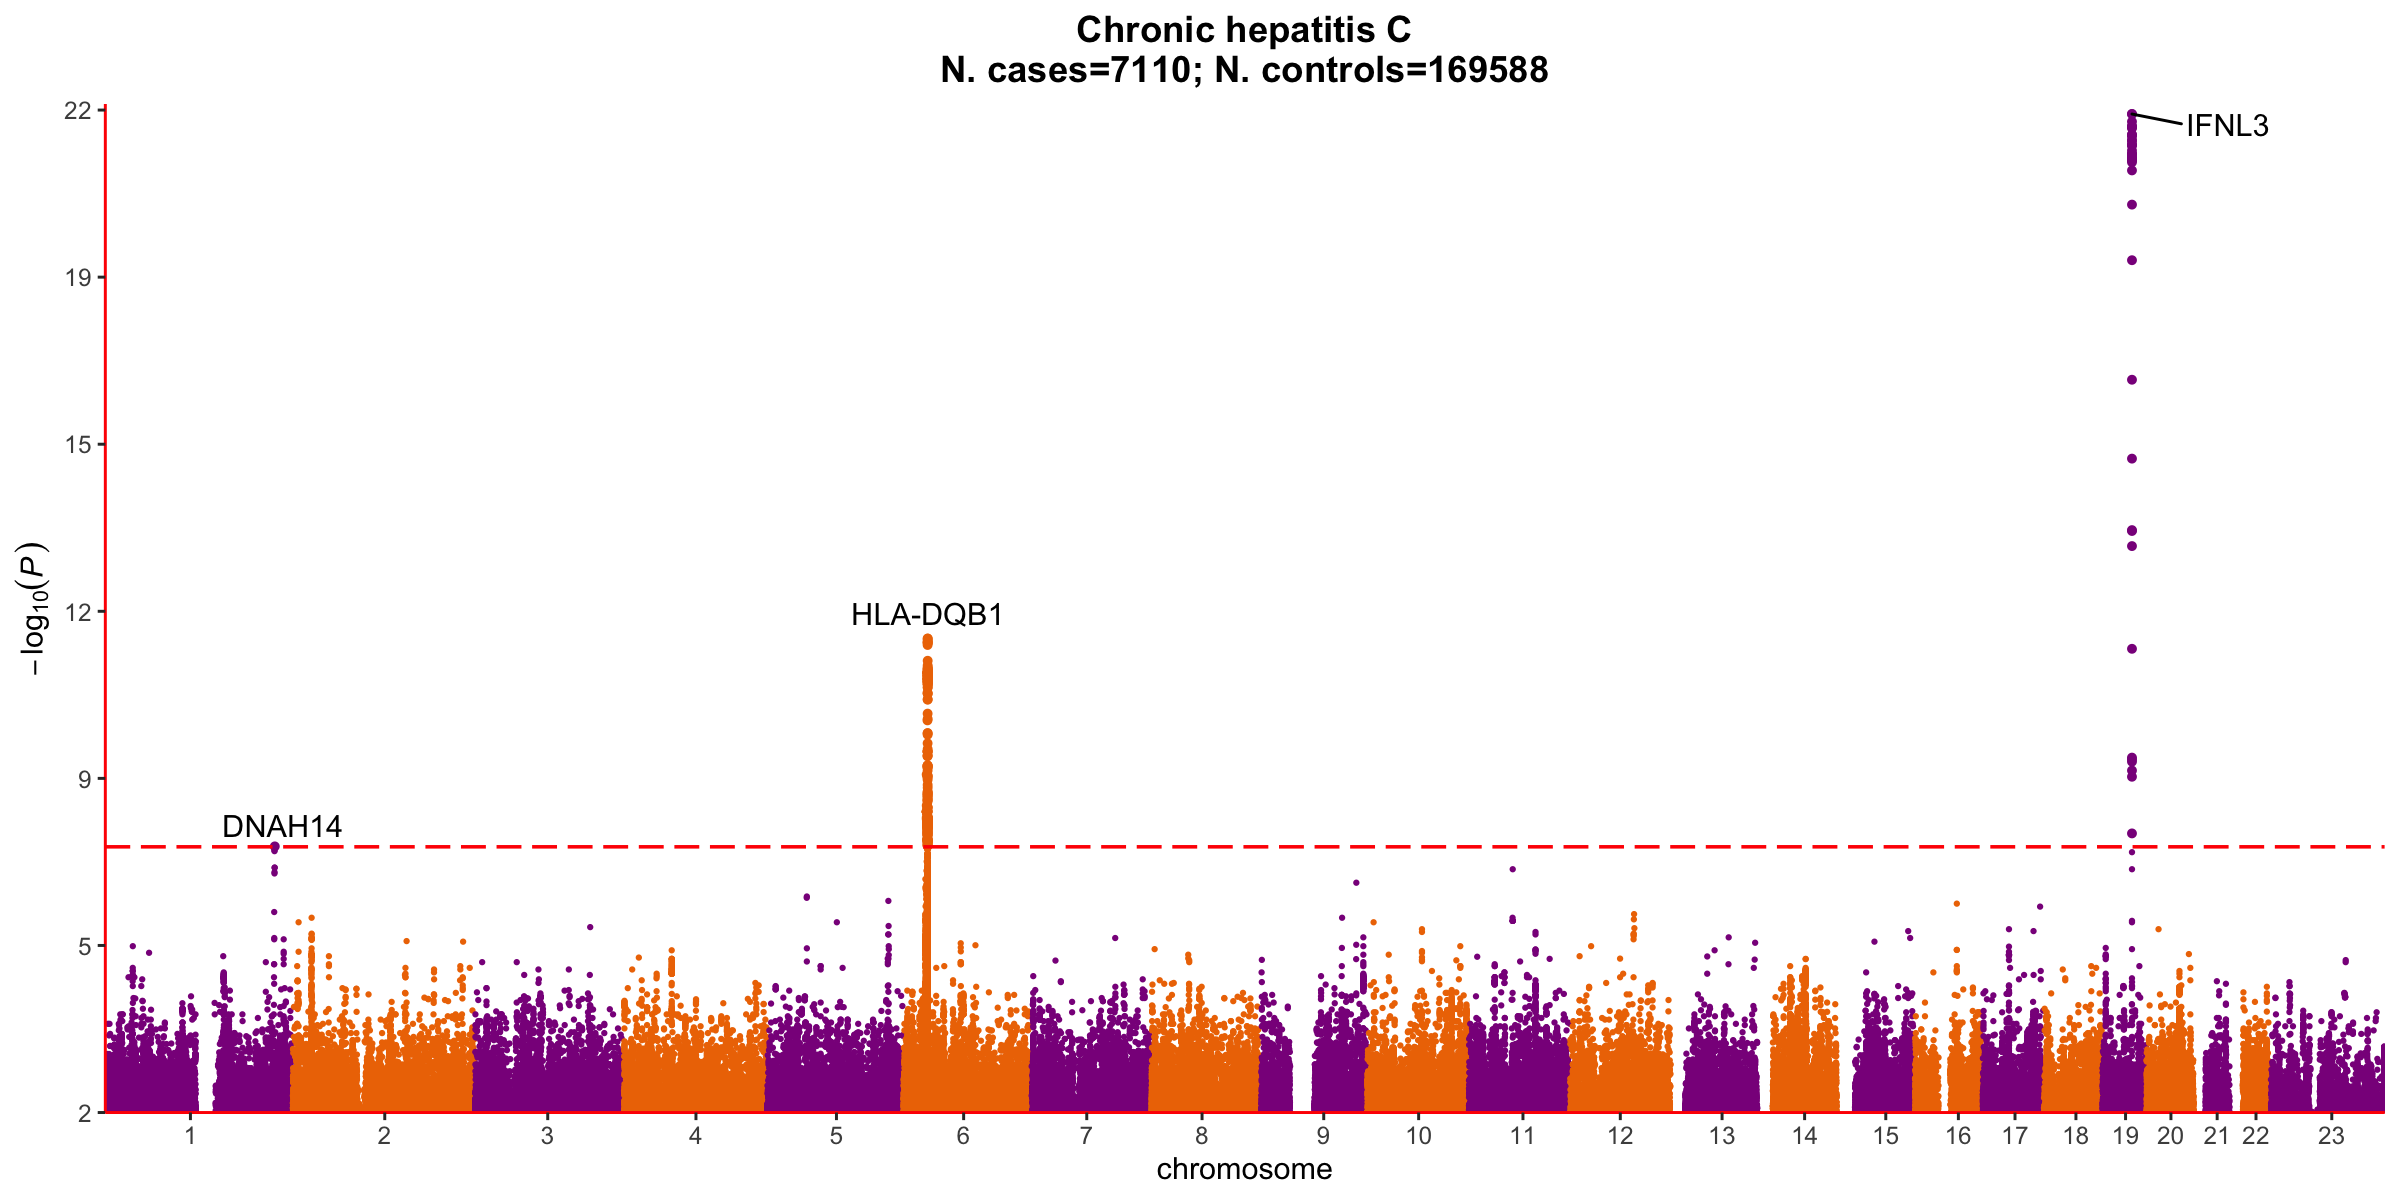 Chronic hepatitis C
N. cases=7110; N. controls=169588
22
IFNL3
19
15
12
HLA-DQB1
9
DNAH14
5
2
−log10(P)
1 2 3 4 5 6 7 8 9 10 11 12 13 14 15 16 17 18 19 20 21 22 23
chromosome